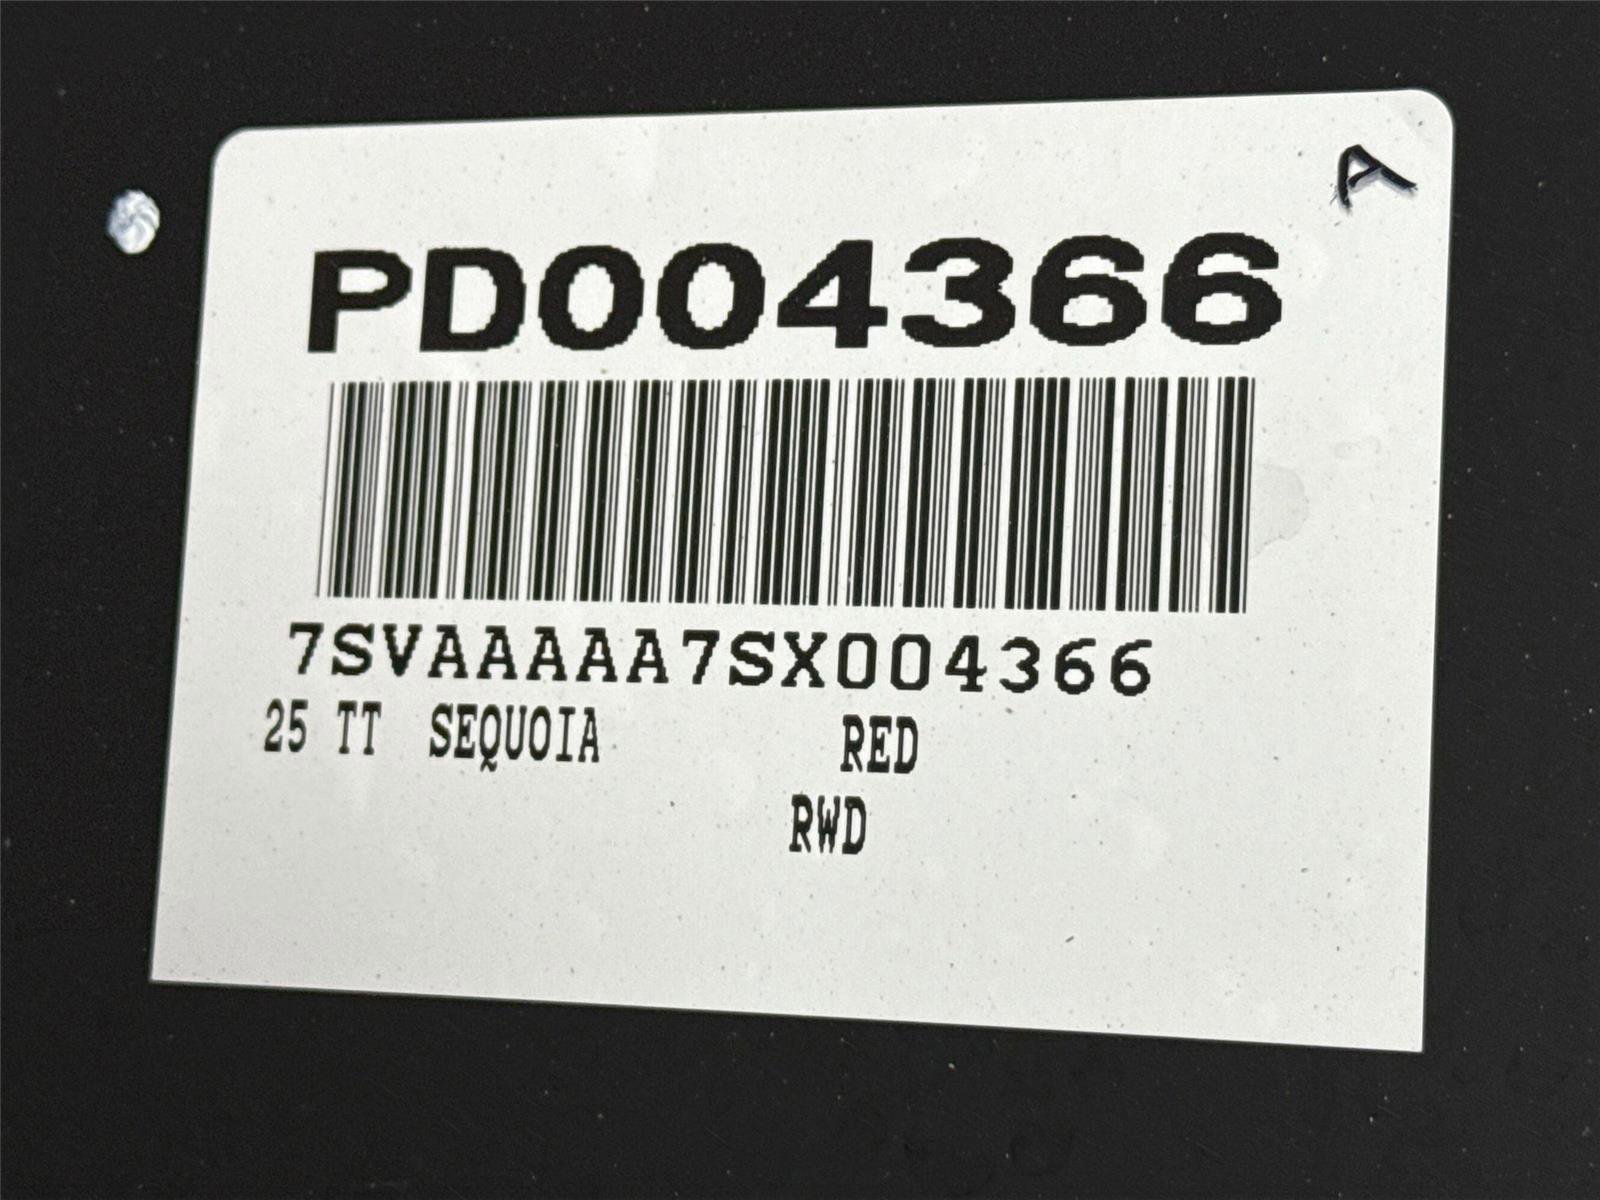 A
PD004366
7SVAAAAA7SX004366
25 TT SEQUOIA RED
RWD